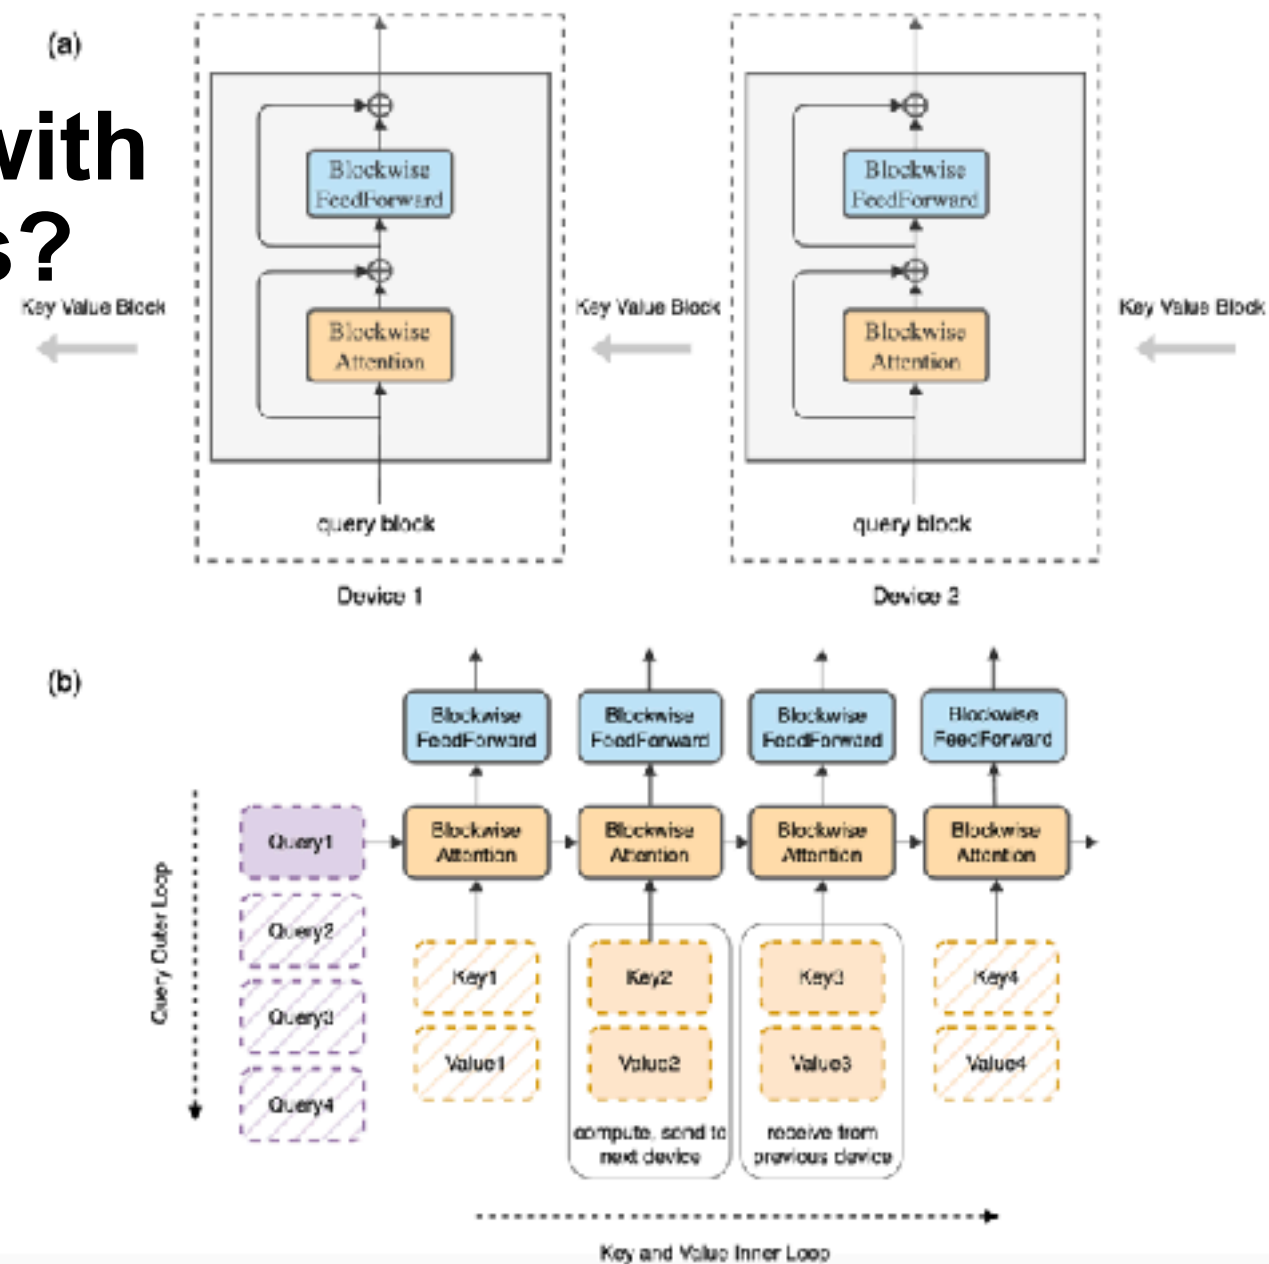 (a)
with
s?
Key Value Block
Blockwise
FeedForward
Blockwise
Attention
query block
Device 1
Key Value Block
Blockwise
FeedForward
Blockwise
Attention
query block
Device 2
Key Value Block
(b)
Blockwise
FeedForward
Blockwise
FeedForward
Blockwise
FeedForward
Blockwise
FeedForward
Query Outer Loop
Query1
Blockwise
Attention
Blockwise
Attention
Blockwise
Attention
Blockwise
Attention
Query2
Query3
Query4
Key1
Value1
Key2
Value2
compute, send to
next device
Key3
Value3
receive from
previous device
Key4
Value4
Key and Value Inner Loop